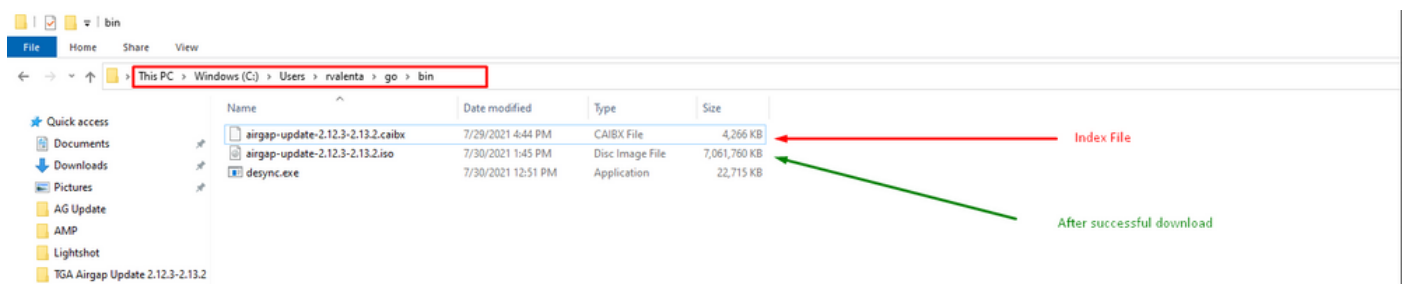 bin
File Home Share View
This PC > Windows (C:) > Users > rvalenta > go > bin
Name Date modified Type Size
Quick access
airgap-update-2.12.3-2.13.2.caibx 7/29/2021 4:44 PM CAIBX File 4,266 KB
Index File
Documents
airgap-update-2.12.3-2.13.2.iso 7/30/2021 1:45 PM Disc Image File 7,061,760 KB
Downloads
desync.exe 7/30/2021 12:51 PM Application 22,715 KB
Pictures
AG Update
After successful download
AMP
Lightshot
TGA Airgap Update 2.12.3-2.13.2